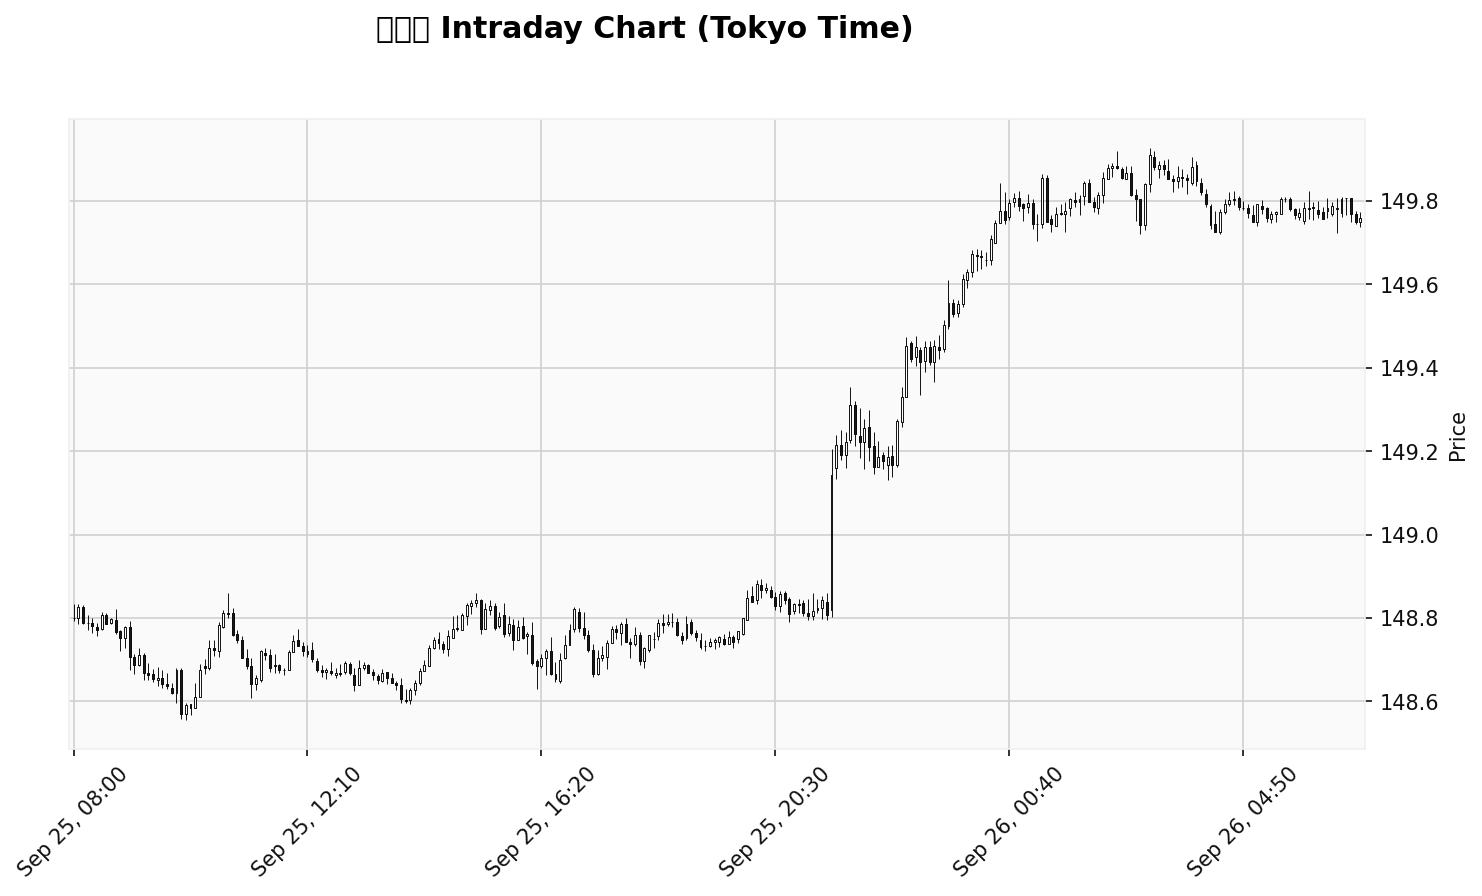 Intraday Chart (Tokyo Time)
149.8
149.6
149.4
149.2
149.0
148.8
148.6
Price
Sep 25, 08:00
Sep 25, 12:10
Sep 25, 16:20
Sep 25, 20:30
Sep 26, 00:40
Sep 26, 04:50